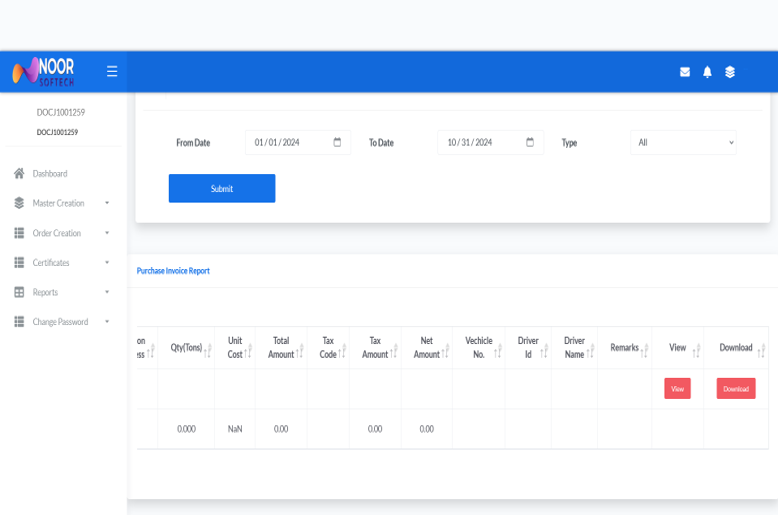 NOOR
SOFTECH
DOCJ1001259
DOCJ1001259
Dashboard
Master Creation
Order Creation
Certificates
Reports
Change Password
From Date
01/01/2024
To Date
10/31/2024
Type
All
Submit
Purchase Invoice Report
on
ss
Qty(Tons)
Unit
Cost
Total
Amount
Tax
Code
Tax
Amount
Net
Amount
Vechicle
No.
Driver
Id
Driver
Name
Remarks
View
Download
View
Download
0.000
NaN
0.00
0.00
0.00